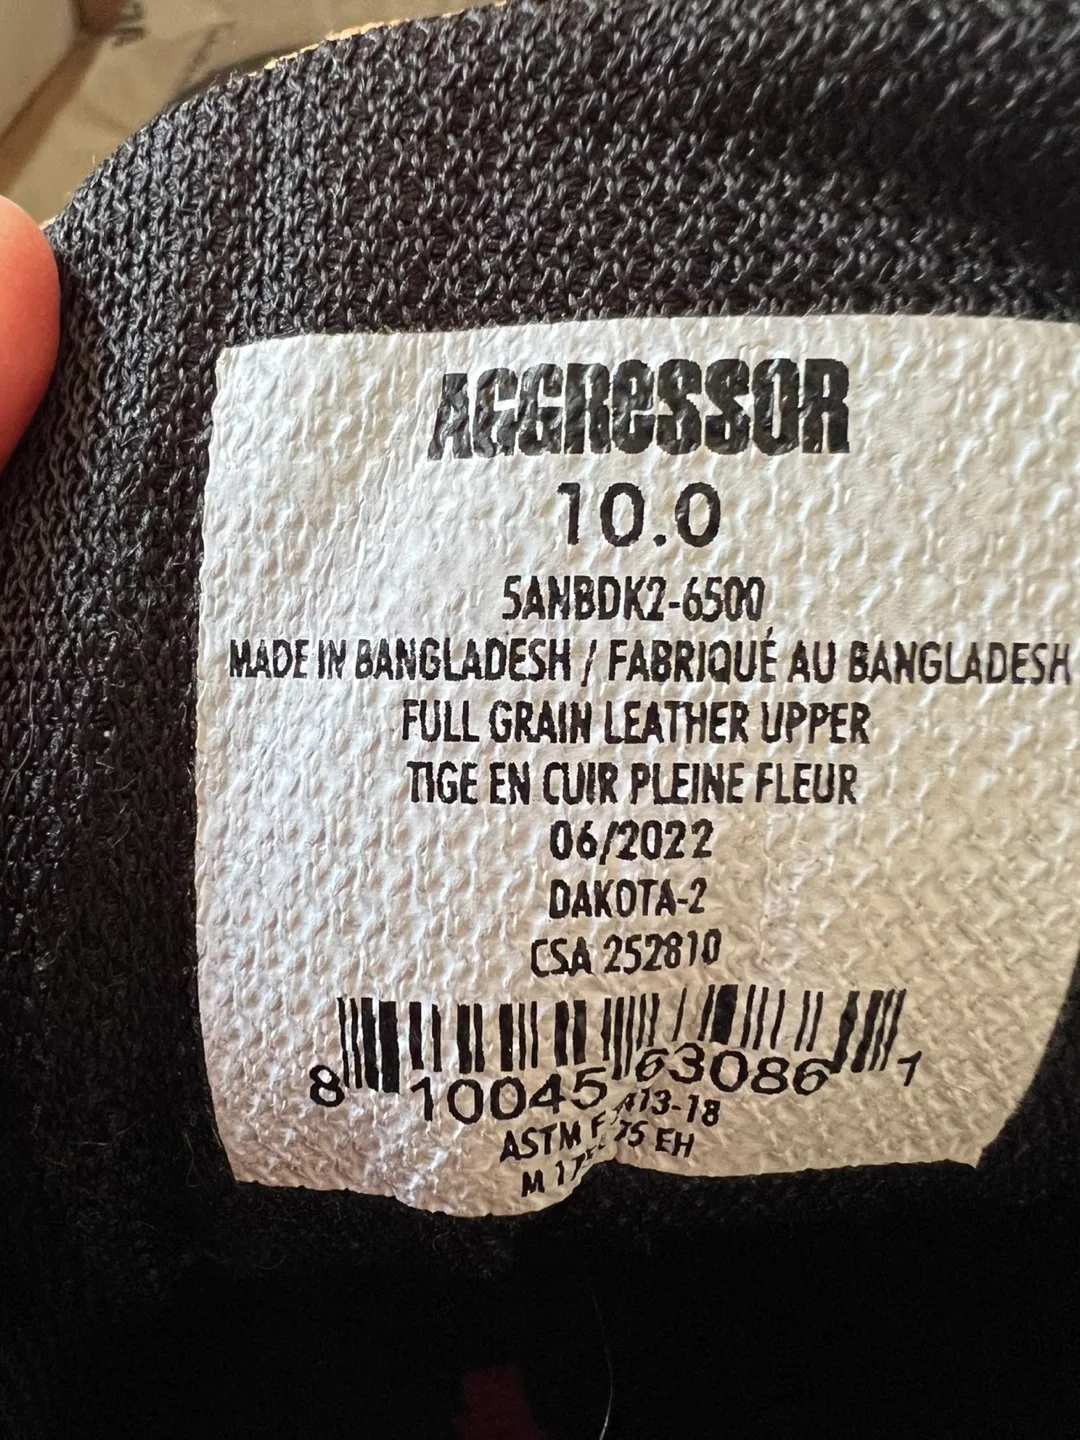 AGGRESSOR
10.0
5ANBDK2-6500
MADE IN BANGLADESH / FABRIQUÉ AU BANGLADESH
FULL GRAIN LEATHER UPPER
TIGE EN CUIR PLEINE FLEUR
06/2022
DAKOTA-2
CSA 252810
8 10045 63086 1
ASTM
M EH